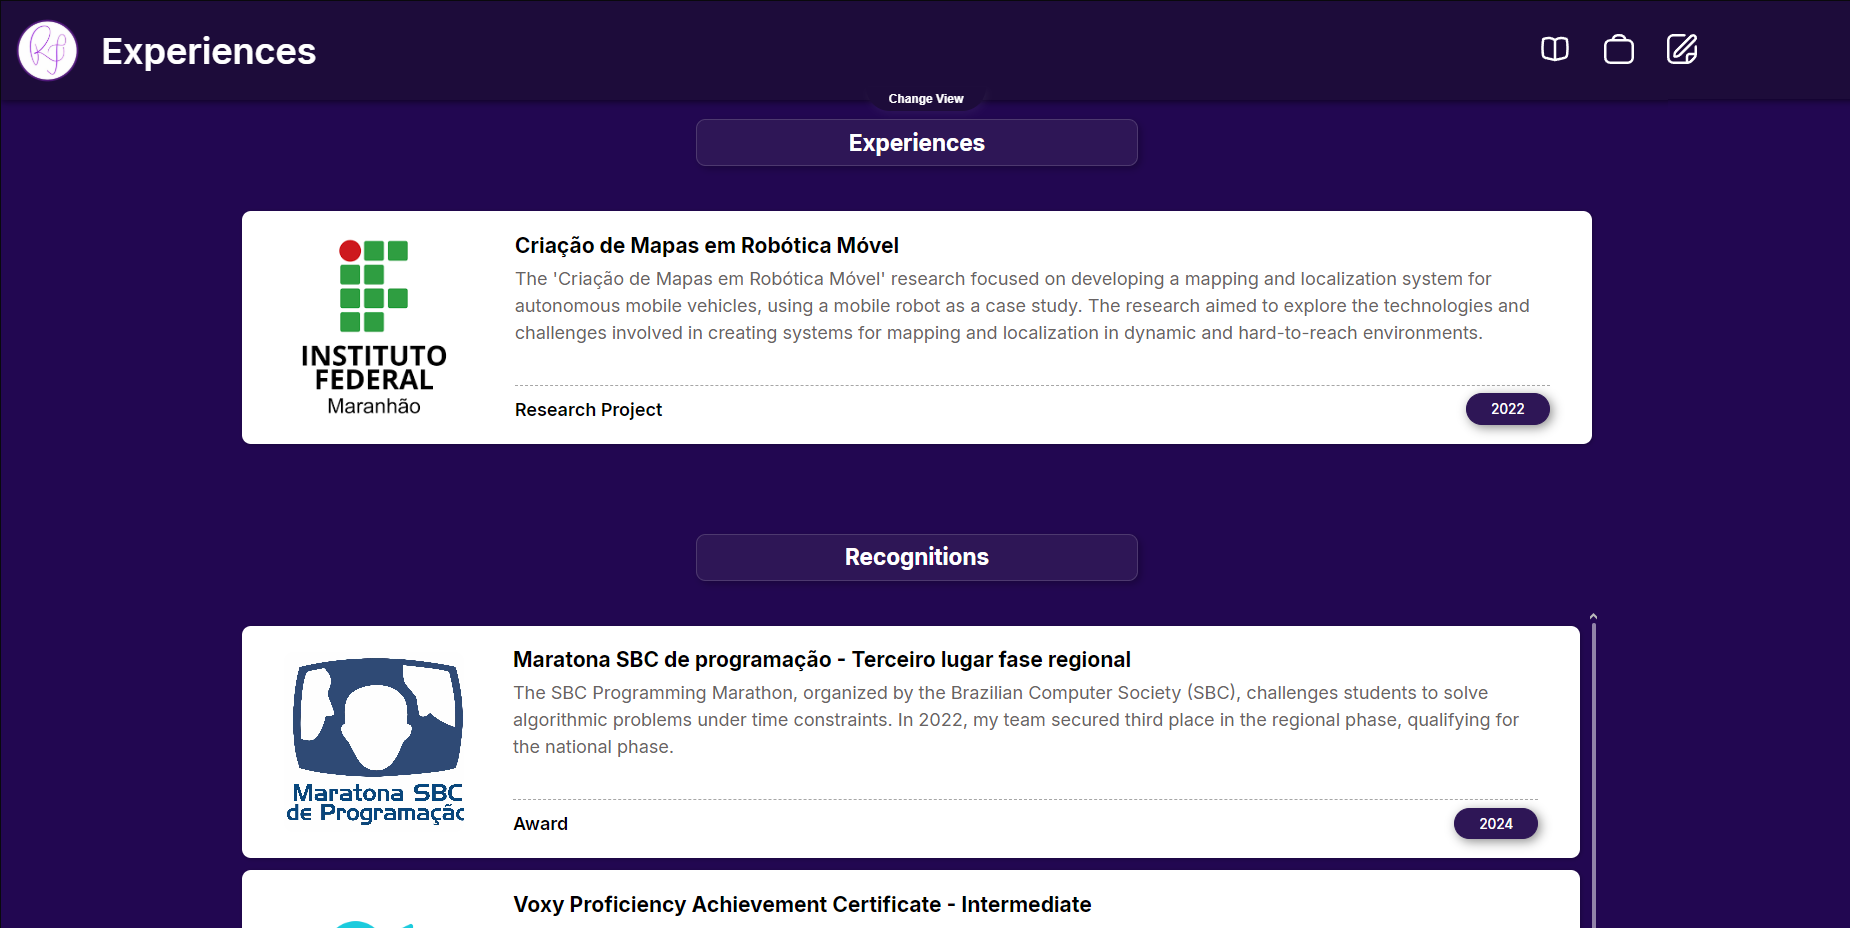 Experiences
Change View
Experiences
INSTITUTO
FEDERAL
Maranhão
Criação de Mapas em Robótica Móvel
The 'Criação de Mapas em Robótica Móvel' research focused on developing a mapping and localization system for
autonomous mobile vehicles, using a mobile robot as a case study. The research aimed to explore the technologies and
challenges involved in creating systems for mapping and localization in dynamic and hard-to-reach environments.
Research Project
2022
Recognitions
Maratona SBC
de Programação
Maratona SBC de programação - Terceiro lugar fase regional
The SBC Programming Marathon, organized by the Brazilian Computer Society (SBC), challenges students to solve
algorithmic problems under time constraints. In 2022, my team secured third place in the regional phase, qualifying for
the national phase.
Award
2024
Voxy Proficiency Achievement Certificate - Intermediate